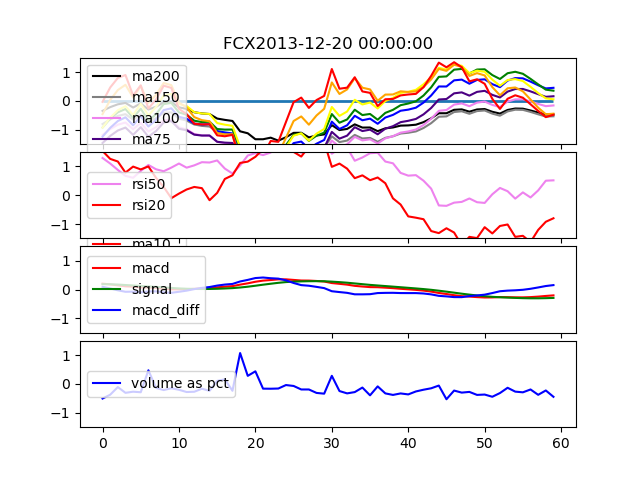 FCX2013-12-20 00:00:00
1
0
−1
ma200
ma150
ma100
ma75
1
0
−1
rsi50
rsi20
ma10
1
0
−1
macd
signal
macd_diff
1
0
−1
volume as pct
0 10 20 30 40 50 60